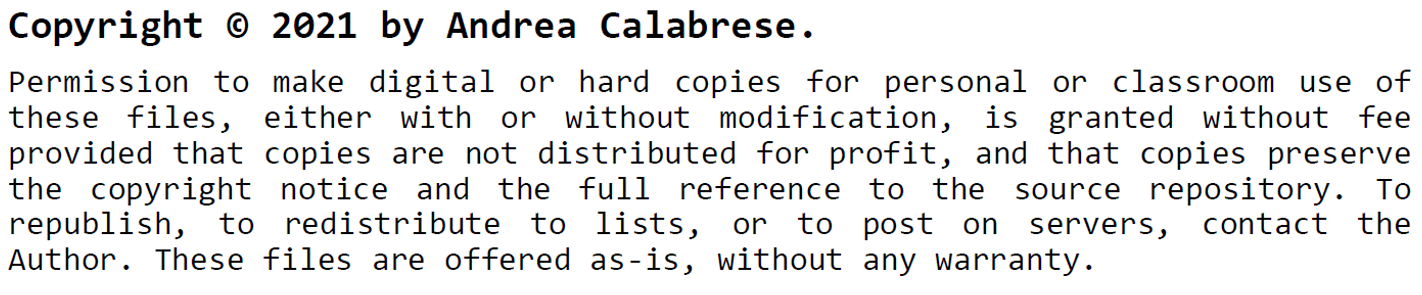 Copyright © 2021 by Andrea Calabrese.
Permission to make digital or hard copies for personal or classroom use of
these files, either with or without modification, is granted without fee
provided that copies are not distributed for profit, and that copies preserve
the copyright notice and the full reference to the source repository. To
republish, to redistribute to lists, or to post on servers, contact the
Author. These files are offered as-is, without any warranty.